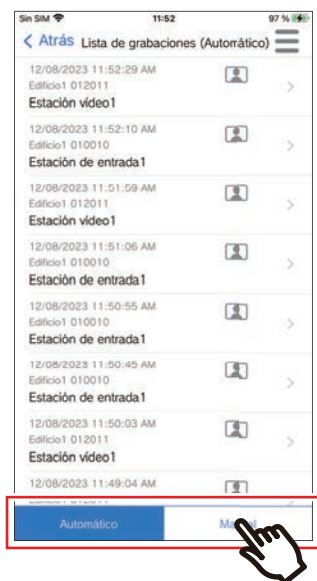 Sin SIM 11:52 97 %
Atrás Lista de grabaciones (Automático)
12/08/2023 11:52:29 AM
Edificio1 012011
Estación vídeo1
12/08/2023 11:52:10 AM
Edificio1 010010
Estación de entrada1
12/08/2023 11:51:59 AM
Edificio1 012011
Estación vídeo1
12/08/2023 11:51:06 AM
Edificio1 010010
Estación de entrada1
12/08/2023 11:50:55 AM
Edificio1 010010
Estación de entrada1
12/08/2023 11:50:45 AM
Edificio1 010010
Estación de entrada1
12/08/2023 11:50:03 AM
Edificio1 012011
Estación vídeo1
12/08/2023 11:49:04 AM
Automático